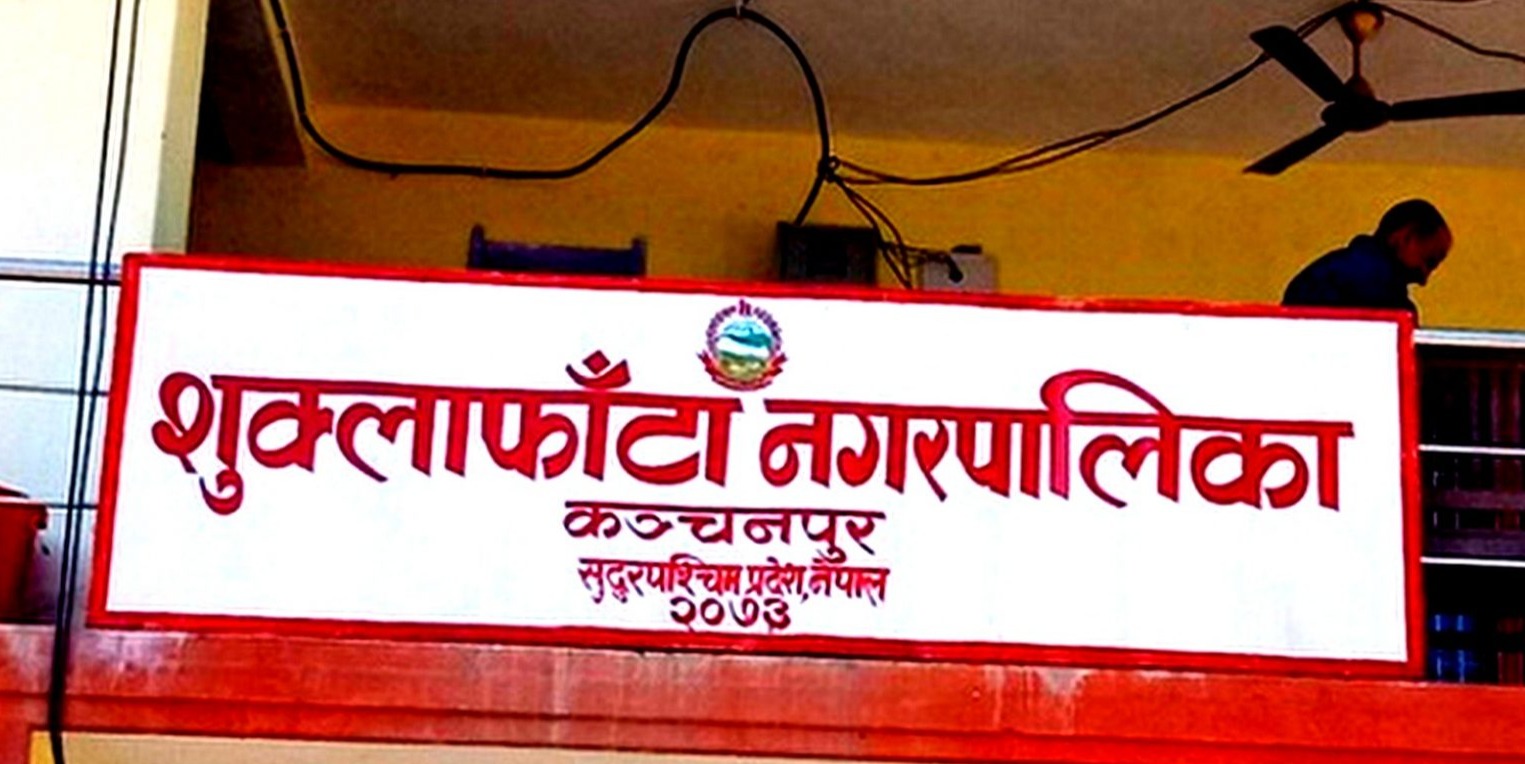 शुक्लाफाँटा नगरपालिका
कञ्चनपुर
सुदुरपश्चिम प्रदेश, नेपाल
२०७३